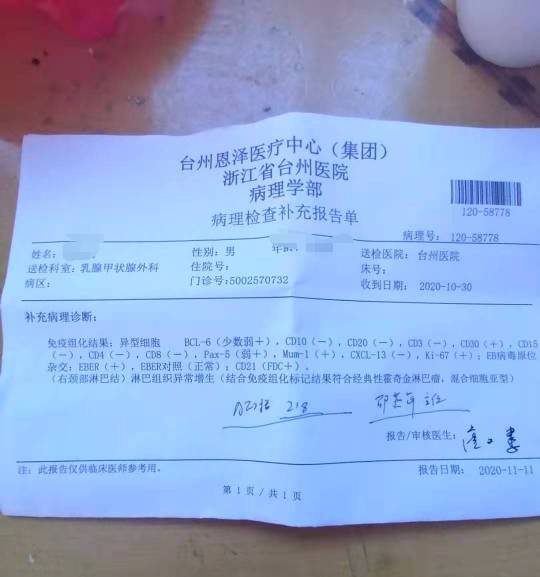 台州恩泽医疗中心（集团）
浙江省台州医院
病理学部
病理检查补充报告单
120-58778
病理号: 120-58778
姓名: 性别: 男 送检医院: 台州医院
送检科室: 乳腺甲状腺外科 住院号: 床号:
病区: 门诊号:5002570732 收到日期: 2020-10-30
补充病理诊断:
免疫组化结果: 异型细胞 BCL-6（少数弱+）, CD10（-）, CD20（-）, CD3（-）, CD30（+）, CD15
（-）, CD4（-）, CD8（-）, Pax-5（弱+）, Mum-1（+）, CXCL-13（-）, Ki-67（+）; EB病毒原位
杂交: EBER（+）, EBER对照（正常）; CD21（FDC+）.
（右颈部淋巴结）淋巴组织异常增生（结合免疫组化标记结果符合经典性霍奇金淋巴瘤, 混合细胞亚型）
报告/审核医生:
注: 此报告仅供临床医师参考用。 报告日期: 2020-11-11
第 1 页 / 共 1 页